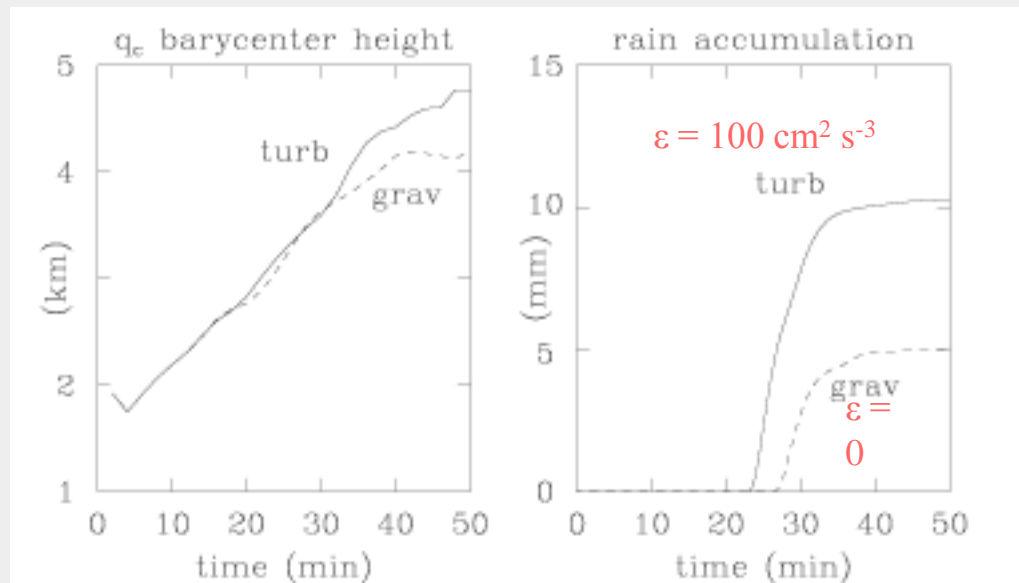 q_c barycenter height
5
4
2
1
(km)
turb
grav
0
10
20
30
40
50
time (min)
rain accumulation
15
10
5
0
(mm)
ε = 100 cm² s⁻³
turb
grav
ε =
0
0
10
20
30
40
50
time (min)